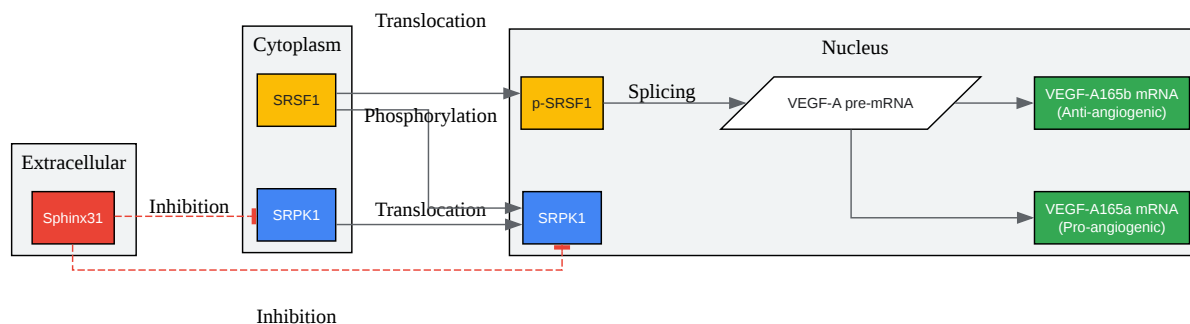 Translocation
Cytoplasm
Nucleus
SRSF1
p-SRSF1
Splicing
VEGF-A pre-mRNA
VEGF-A165b mRNA
(Anti-angiogenic)
Phosphorylation
Extracellular
Sphinx31
Inhibition
SRPK1
Translocation
SRPK1
VEGF-A165a mRNA
(Pro-angiogenic)
Inhibition